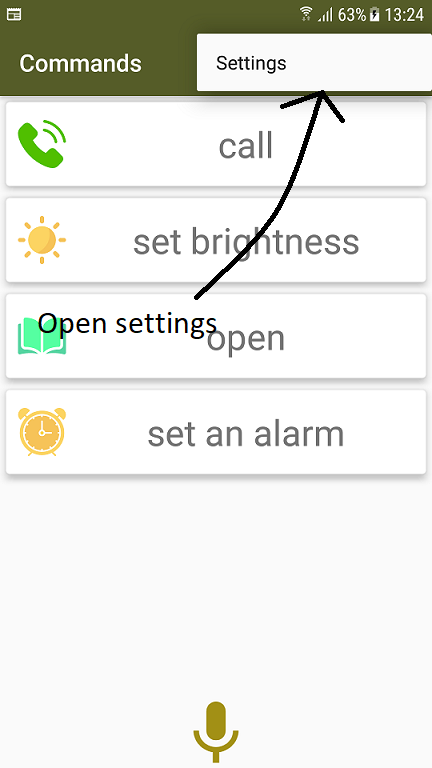 63% 13:24
Commands
Settings
call
set brightness
Open settings
open
set an alarm